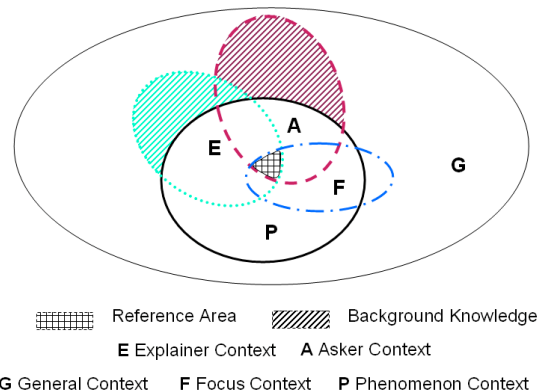 A
E
G
F
P
Reference Area Background Knowledge
E Explainer Context A Asker Context
G General Context F Focus Context P Phenomenon Context